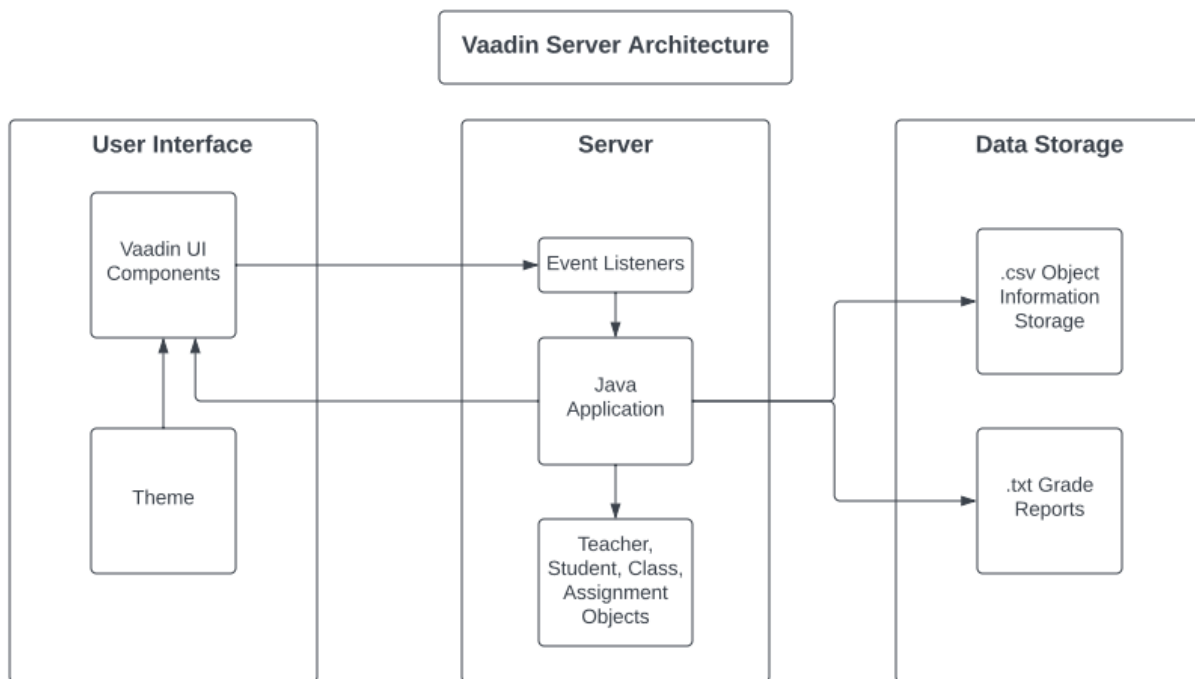 Vaadin Server Architecture
User Interface
Vaadin UI
Components
Theme
Server
Event Listeners
Java
Application
Teacher,
Student, Class,
Assignment
Objects
Data Storage
.csv Object
Information
Storage
.txt Grade
Reports